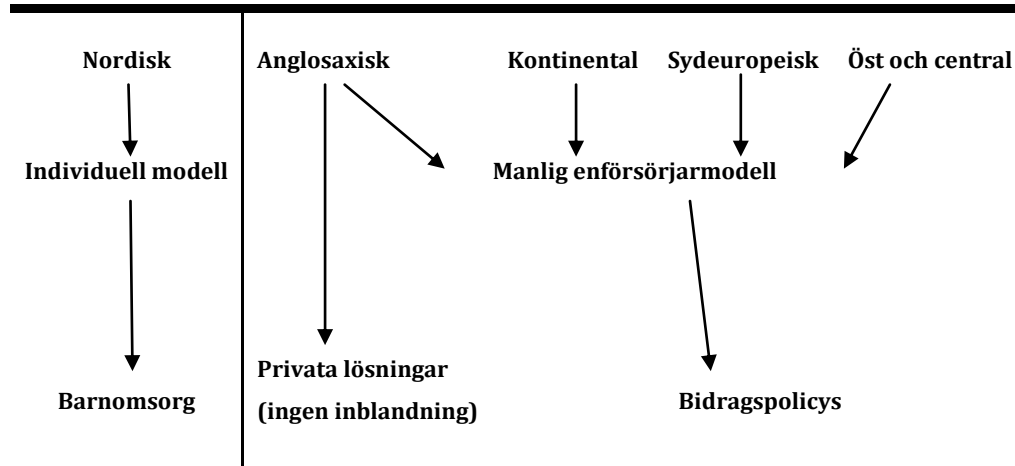 Nordisk Anglosaxisk Kontinental Sydeuropeisk Öst och central
Individuell modell Manlig enförsörjarmodell
Privata lösningar
Barnomsorg (ingen inblandning) Bidragspolicys